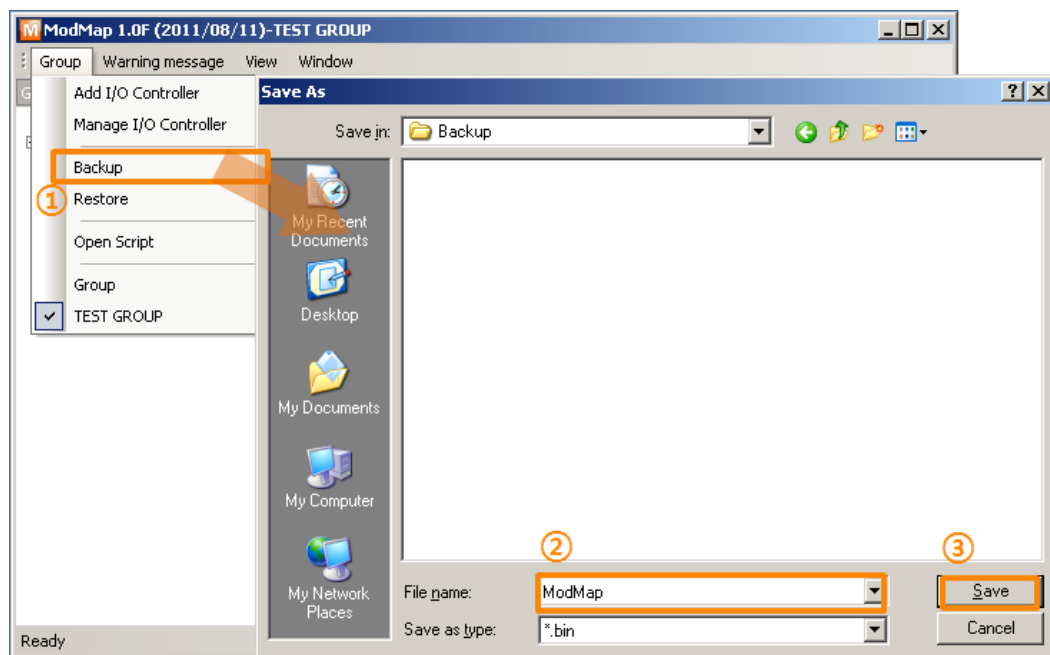 ModMap 1.0F (2011/08/11)-TEST GROUP
Group Warning message View Window
Add I/O Controller
Manage I/O Controller
Backup
①
Restore
Open Script
Group
TEST GROUP
Save As
Save in: Backup
My Recent
Documents
Desktop
My Documents
My Computer
My Network
Places
②
③
File name: ModMap Save
Save as type: *.bin Cancel
Ready